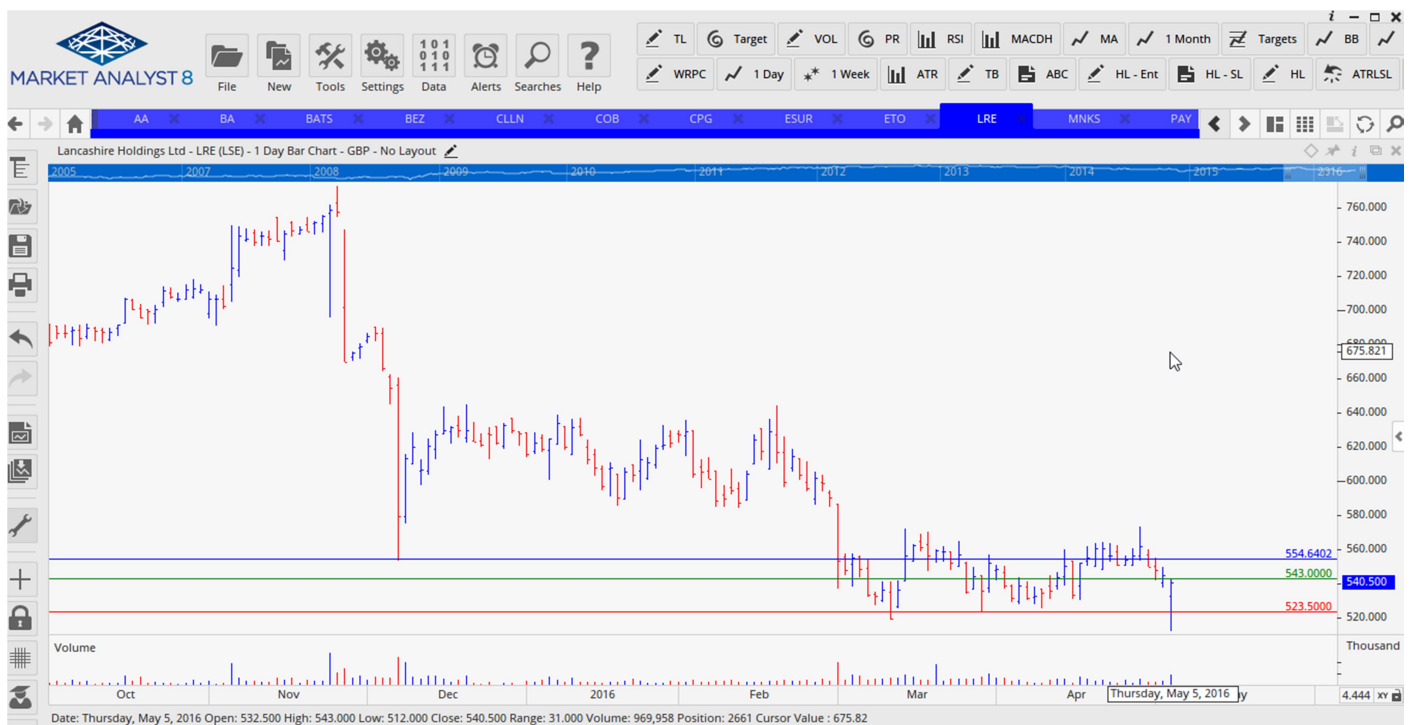 i
MARKET ANALYST 8
File New Tools Settings Data Alerts Searches Help
101
010
111
TL Target VOL PR RSI MACDH MA 1 Month Targets BB
WRPC 1 Day 1 Week ATR TB ABC HL - Ent HL - SL HL ATRLSL
AA BA BATS BEZ CLLN COB CPG ESUR ETO LRE MNKS PAY
Lancashire Holdings Ltd - LRE (LSE) - 1 Day Bar Chart - GBP - No Layout
2005 2007 2008 2009 2010 2011 2012 2013 2014 2015 2016
760.000
740.000
720.000
700.000
680.000
675.821
660.000
640.000
620.000
600.000
580.000
560.000
554.6402
543.0000
540.500
523.5000
520.000
Volume Thousand
Oct Nov Dec 2016 Feb Mar Apr Thursday, May 5, 2016 4.444 XY
Date: Thursday, May 5, 2016 Open: 532.500 High: 543.000 Low: 512.000 Close: 540.500 Range: 31.000 Volume: 969,958 Position: 2661 Cursor Value : 675.82